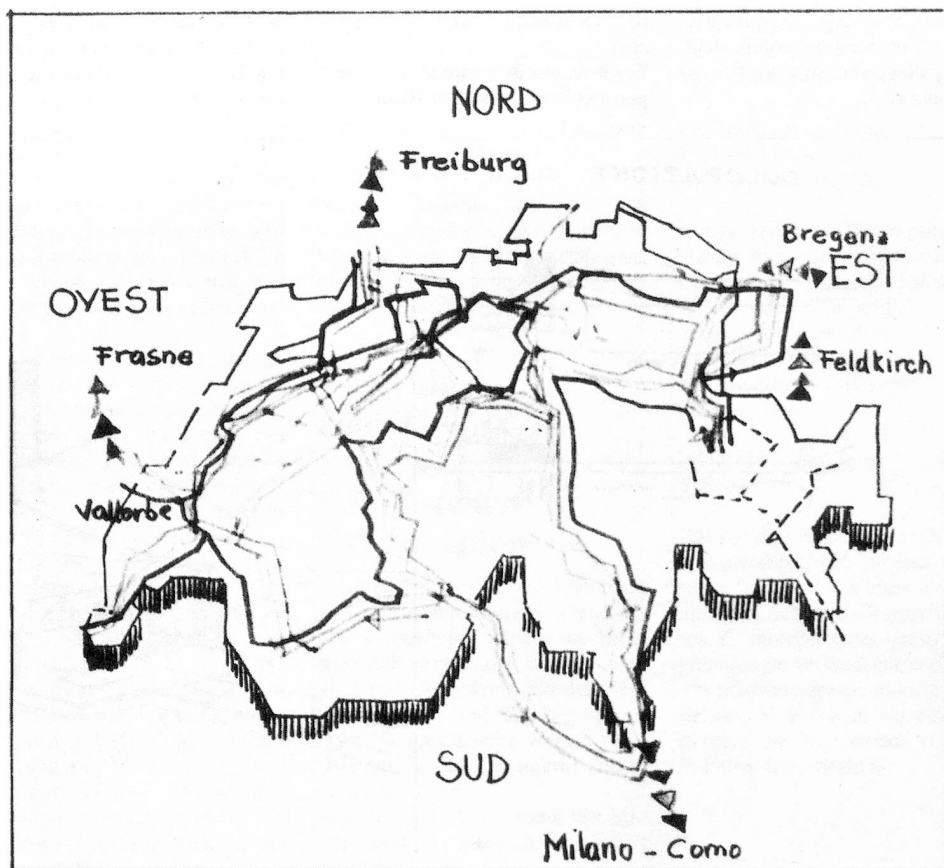 NORD
Freiburg
Bregenz
EST
OVEST
Frasne
Feldkirch
Vallorbe
SUD
Milano - Como